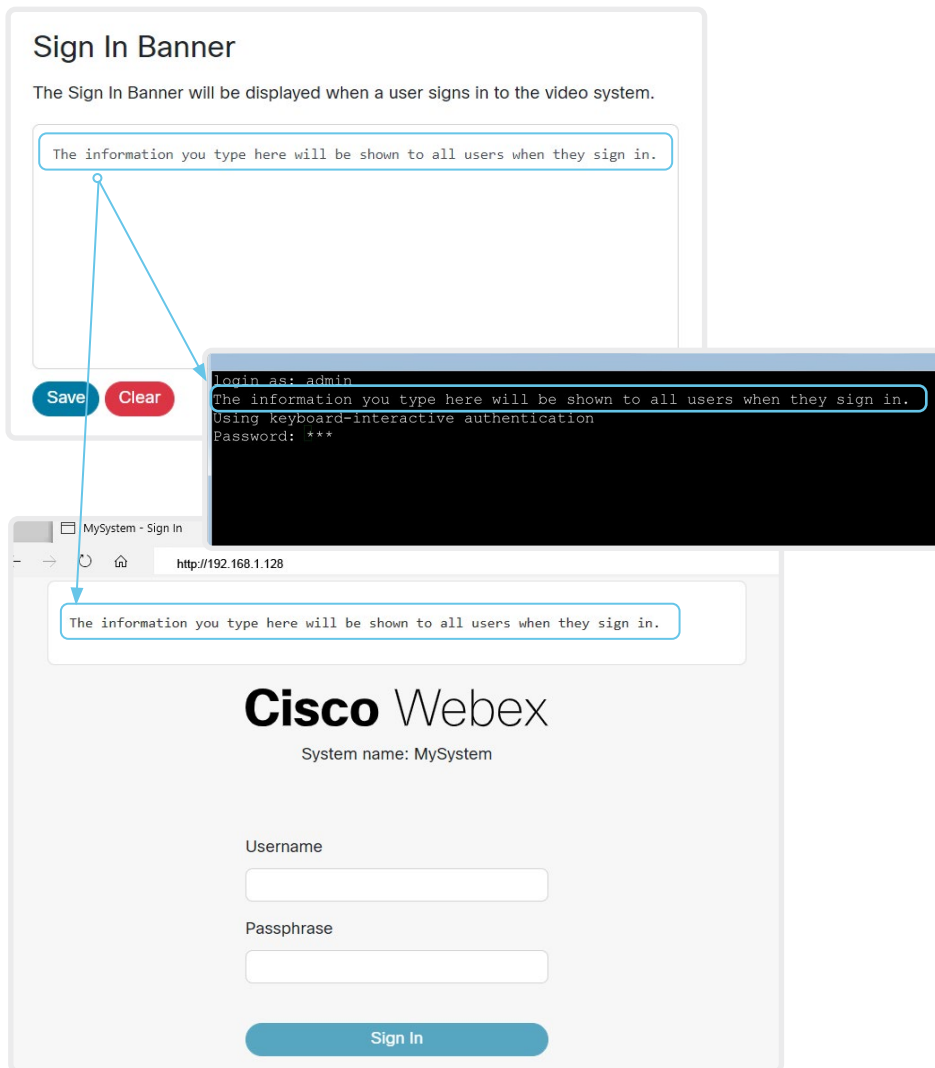 Sign In Banner
The Sign In Banner will be displayed when a user signs in to the video system.
The information you type here will be shown to all users when they sign in.
Save
Clear
login as: admin
The information you type here will be shown to all users when they sign in.
Using keyboard-interactive authentication
Password: ***
MySystem - Sign In
http://192.168.1.128
The information you type here will be shown to all users when they sign in.
Cisco Webex
System name: MySystem
Username
Passphrase
Sign In